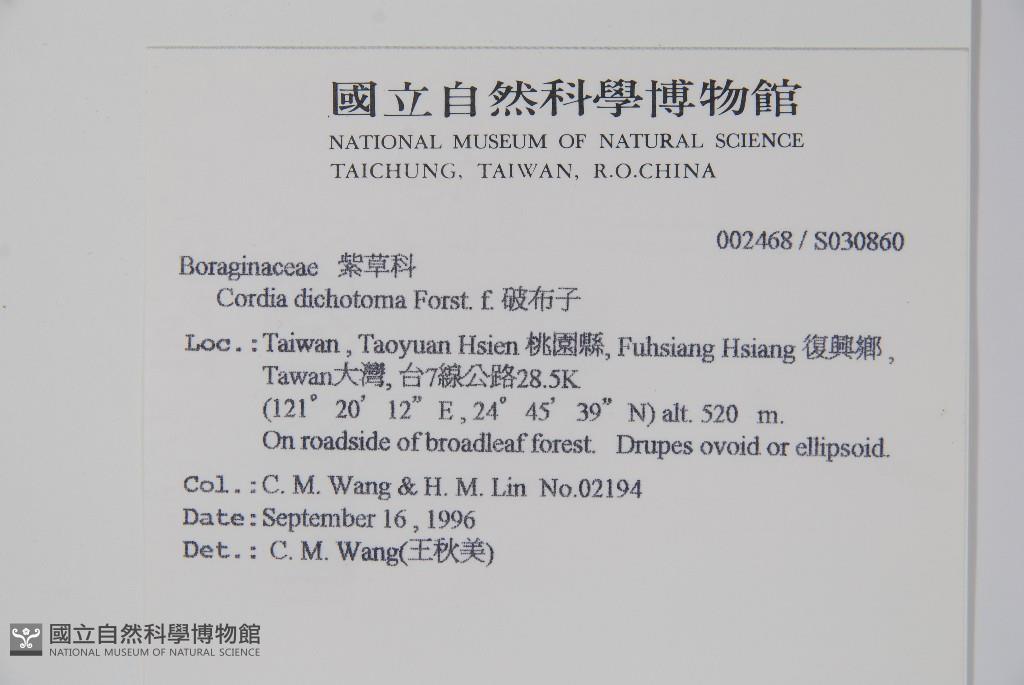 國立自然科學博物館
NATIONAL MUSEUM OF NATURAL SCIENCE
TAICHUNG, TAIWAN, R.O.CHINA
002468 / S030860
Boraginaceae 紫草科
Cordia dichotoma Forst. f. 破布子
Loc.: Taiwan , Taoyuan Hsien 桃園縣, Fuhsiang Hsiang 復興鄉 ,
Tawan大灣, 台7線公路28.5K
(121° 20' 12" E , 24° 45' 39" N) alt. 520 m.
On roadside of broadleaf forest. Drupes ovoid or ellipsoid.
Col.: C. M. Wang & H. M. Lin No.02194
Date: September 16 , 1996
Det.: C. M. Wang(王秋美)
國立自然科學博物館
NATIONAL MUSEUM OF NATURAL SCIENCE